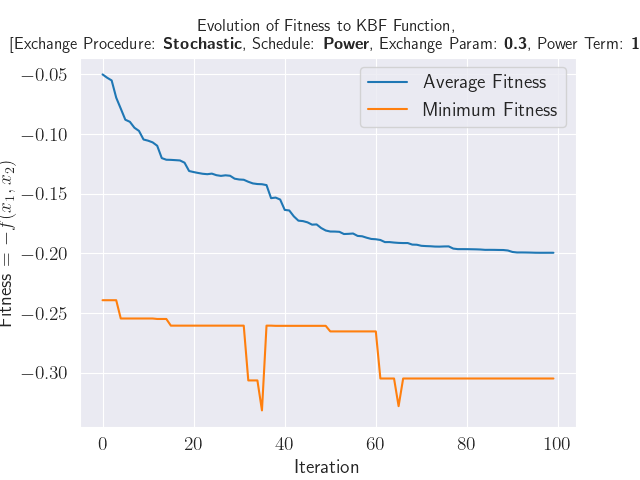 Evolution of Fitness to KBF Function,
[Exchange Procedure: Stochastic, Schedule: Power, Exchange Param: 0.3, Power Term: 1
Average Fitness
Minimum Fitness
Fitness = −f(x₁, x₂)
−0.05
−0.10
−0.15
−0.20
−0.25
−0.30
0
20
40
60
80
100
Iteration